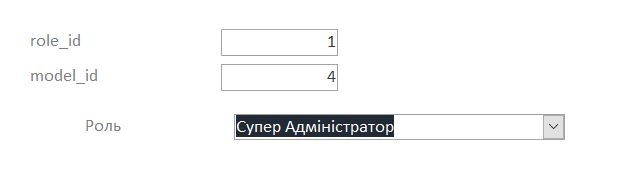 role_id 1
model_id 4
Роль Супер Адміністратор